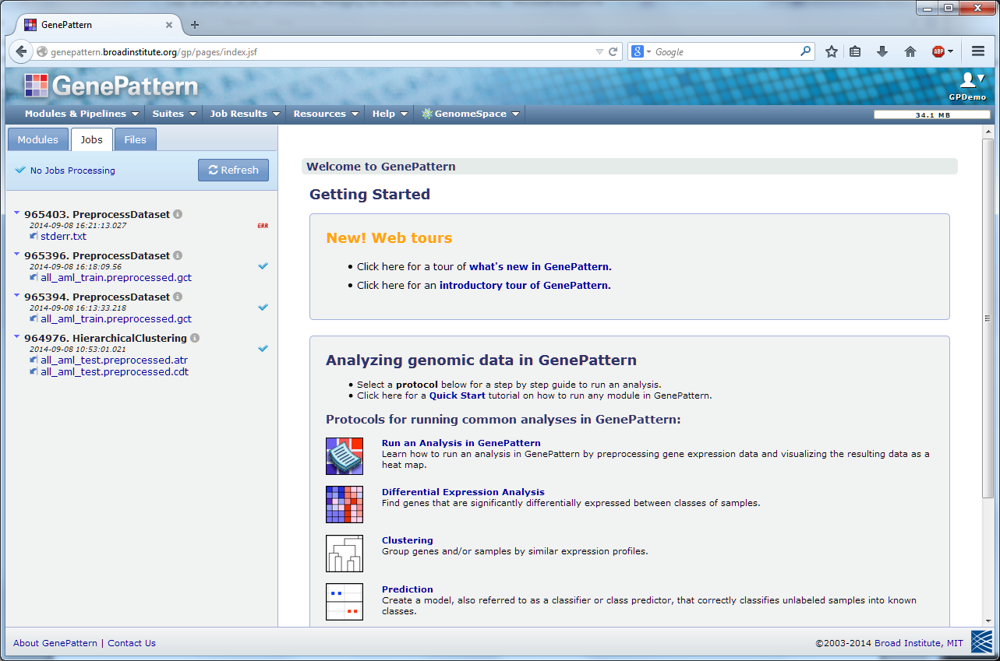 GenePattern
genepattern.broadinstitute.org/gp/pages/index.jsf
8 Google
ABP
GenePattern
GPDemo
Modules & Pipelines Suites Job Results Resources Help GenomeSpace
34.1 MB
Modules Jobs Files
No Jobs Processing
Refresh
965403. PreprocessDataset
2014-09-08 16:21:13.027
ERR
stderr.txt
965396. PreprocessDataset
2014-09-08 16:18:09.56
all_aml_train.preprocessed.gct
965394. PreprocessDataset
2014-09-08 16:13:33.218
all_aml_train.preprocessed.gct
964976. HierarchicalClustering
2014-09-08 10:53:01.021
all_aml_test.preprocessed.atr
all_aml_test.preprocessed.cdt
Welcome to GenePattern
Getting Started
New! Web tours
• Click here for a tour of what's new in GenePattern.
• Click here for an introductory tour of GenePattern.
Analyzing genomic data in GenePattern
• Select a protocol below for a step by step guide to run an analysis.
• Click here for a Quick Start tutorial on how to run any module in GenePattern.
Protocols for running common analyses in GenePattern:
Run an Analysis in GenePattern
Learn how to run an analysis in GenePattern by preprocessing gene expression data and visualizing the resulting data as a
heat map.
Differential Expression Analysis
Find genes that are significantly differentially expressed between classes of samples.
Clustering
Group genes and/or samples by similar expression profiles.
Prediction
Create a model, also referred to as a classifier or class predictor, that correctly classifies unlabeled samples into known
classes.
About GenePattern | Contact Us
©2003-2014 Broad Institute, MIT